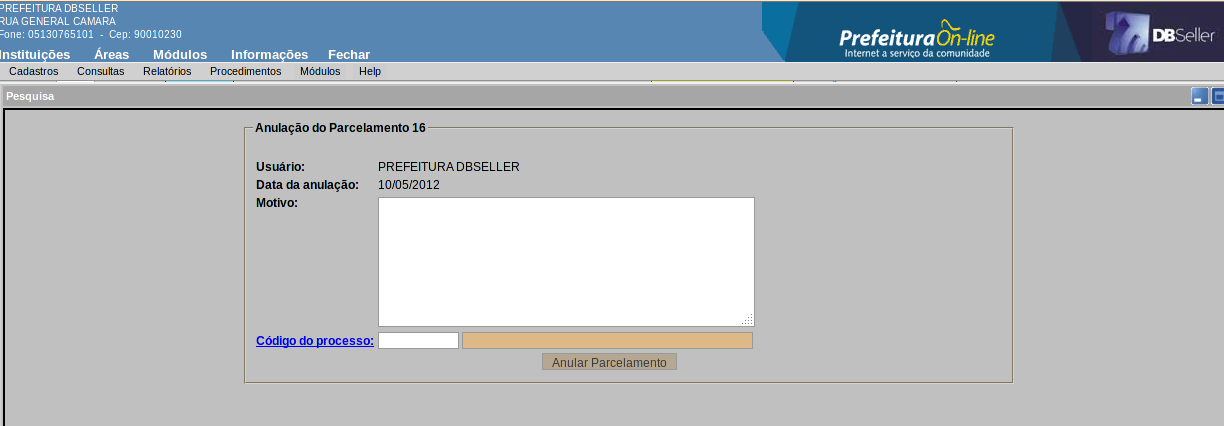 PREFEITURA DBSELLER
RUA GENERAL CAMARA
Fone: 05130765101 - Cep: 90010230
PrefeituraOn-line
Internet a serviço da comunidade
DBSeller
Instituições Áreas Módulos Informações Fechar
Cadastros Consultas Relatórios Procedimentos Módulos Help
Pesquisa
Anulação do Parcelamento 16
Usuário: PREFEITURA DBSELLER
Data da anulação: 10/05/2012
Motivo:
Código do processo:
Anular Parcelamento